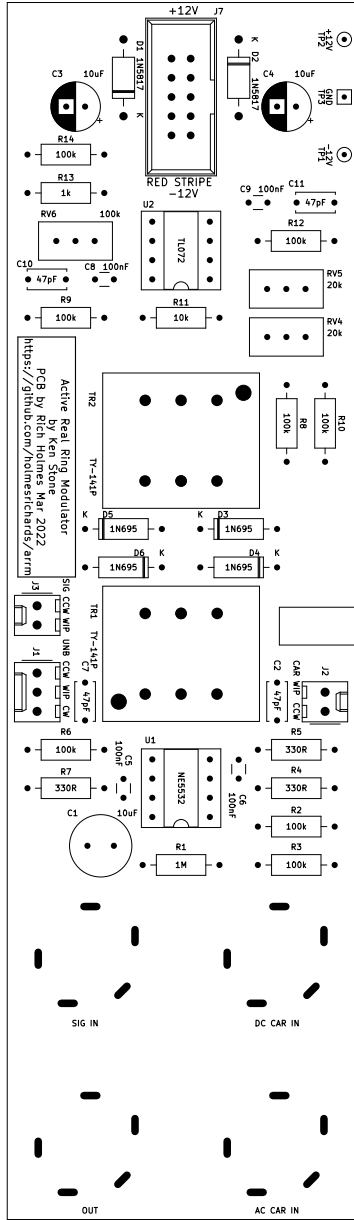 +12V
J7
K
K
D1
1N5817
D2
1N5817
+12V
TP2
GND
TP3
-12V
TP1
C3
10uF
+
C4
10uF
+
K
K
R14
100k
R13
1k
RED STRIPE
-12V
C9
100nF
C11
47pF
RV6
100k
U2
TL072
R12
100k
C10
47pF
C8
100nF
RV5
20k
R9
100k
R11
10k
RV4
20k
Active Real Ring Modulator
by Ken Stone
PCB by Rich Holmes Mar 2022
https://github.com/holmesrichards/arrm
TR2
TY-141P
R8
100k
R10
100k
K
D5
1N695
K
D3
1N695
D6
1N695
K
D4
1N695
K
J3
SIG CCW WIP UNB
J1
CCW WIP CW
C7
47pF
TR1
TY-141P
C2
47pF
CAR WIP CCW
J2
R6
100k
R7
330R
C5
100nF
U1
NE5532
C6
100nF
R5
330R
R4
330R
C1
10uF
R2
100k
R1
1M
R3
100k
SIG IN
DC CAR IN
OUT
AC CAR IN